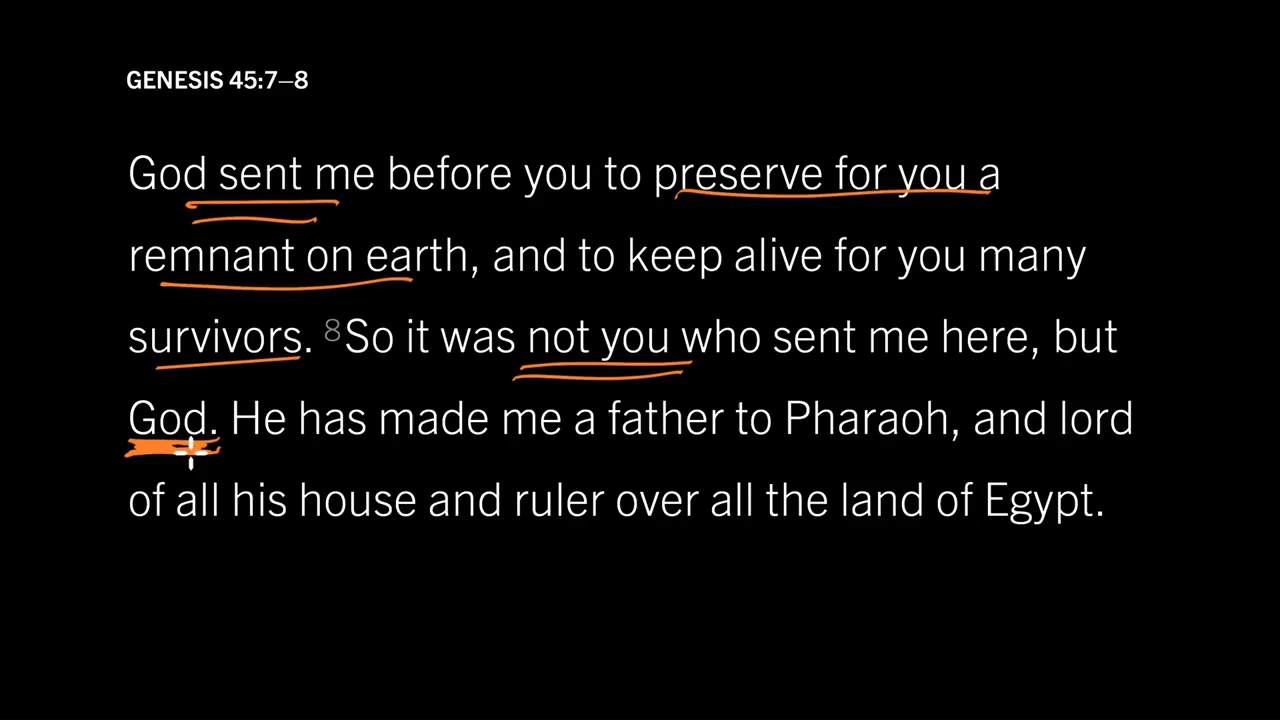 GENESIS 45:7–8
God sent me before you to preserve for you a
remnant on earth, and to keep alive for you many
survivors. 8So it was not you who sent me here, but
God. He has made me a father to Pharaoh, and lord
of all his house and ruler over all the land of Egypt.